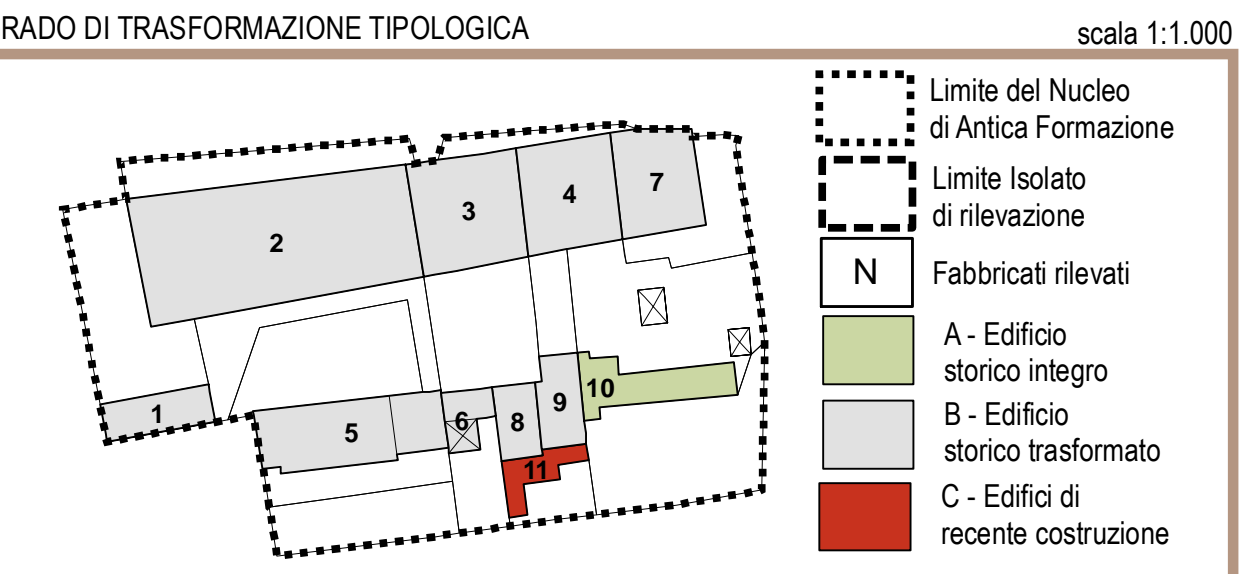 RADO DI TRASFORMAZIONE TIPOLOGICA
scala 1:1.000
Limite del Nucleo
di Antica Formazione
Limite Isolato
di rilevazione
N
Fabbricati rilevati
A - Edificio
storico integro
B - Edificio
storico trasformato
C - Edifici di
recente costruzione
1
2
3
4
7
5
6
8
9
10
11